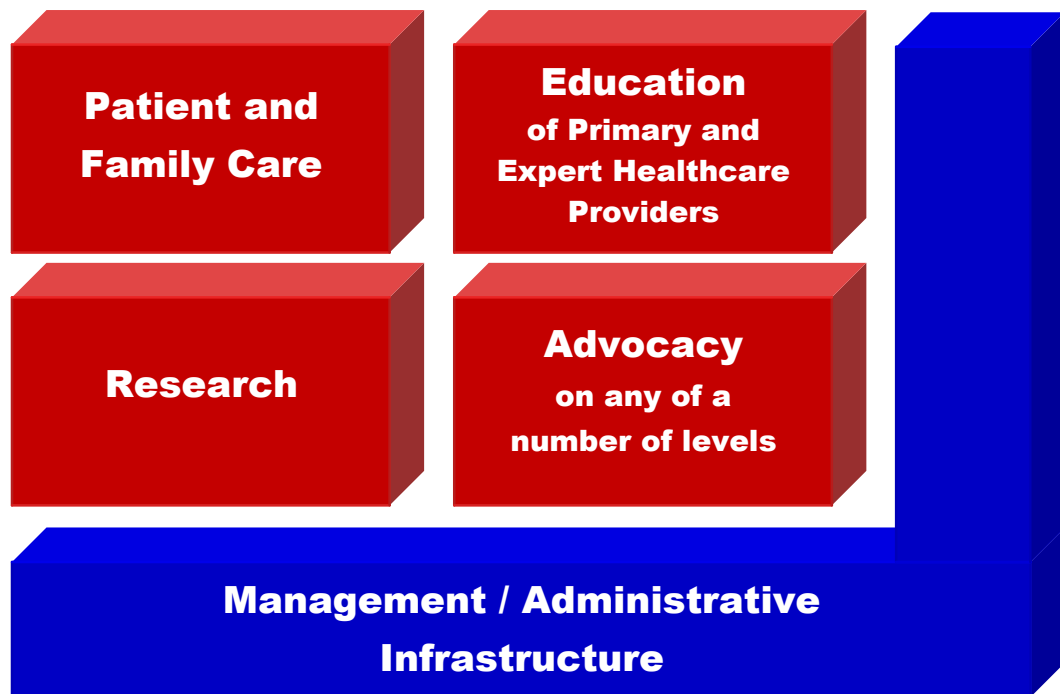 Patient and
Family Care
Education
of Primary and
Expert Healthcare
Providers
Research
Advocacy
on any of a
number of levels
Management / Administrative
Infrastructure